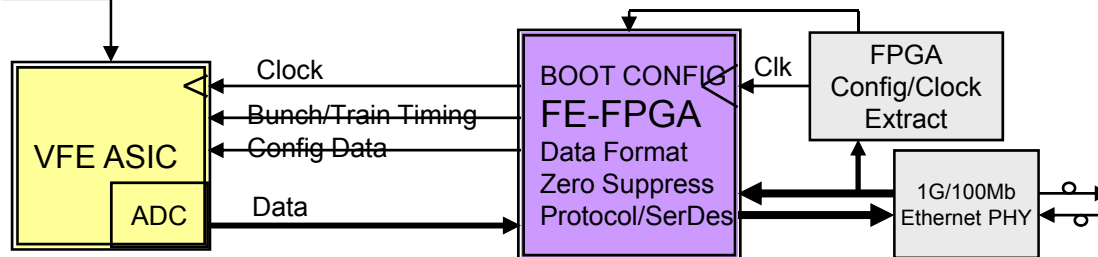 VFE ASIC
ADC
Clock
Bunch/Train Timing
Config Data
Data
BOOT CONFIG
FE-FPGA
Data Format
Zero Suppress
Protocol/SerDes
Clk
FPGA
Config/Clock
Extract
1G/100Mb
Ethernet PHY